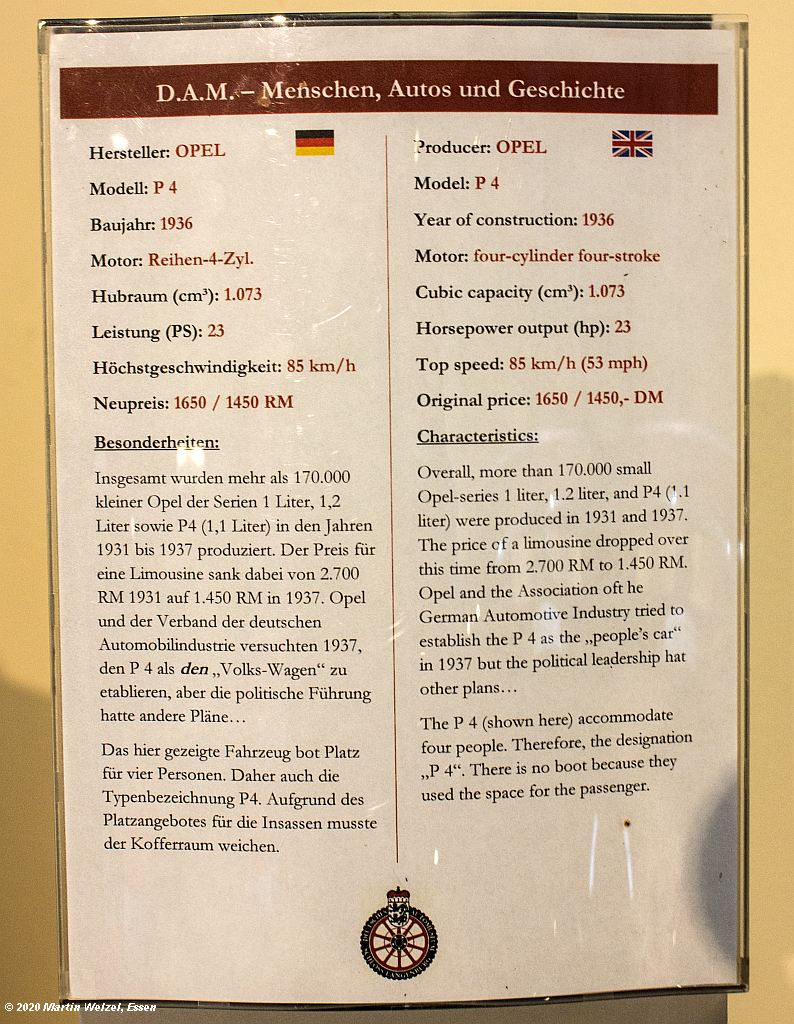 D.A.M. – Menschen, Autos und Geschichte
Hersteller: OPEL
Modell: P 4
Baujahr: 1936
Motor: Reihen-4-Zyl.
Hubraum (cm³): 1.073
Leistung (PS): 23
Höchstgeschwindigkeit: 85 km/h
Neupreis: 1650 / 1450 RM
Besonderheiten:
Insgesamt wurden mehr als 170.000
kleiner Opel der Serien 1 Liter, 1,2
Liter sowie P4 (1,1 Liter) in den Jahren
1931 bis 1937 produziert. Der Preis für
eine Limousine sank dabei von 2.700
RM 1931 auf 1.450 RM in 1937. Opel
und der Verband der deutschen
Automobilindustrie versuchten 1937,
den P 4 als den „Volks-Wagen“ zu
etablieren, aber die politische Führung
hatte andere Pläne…
Das hier gezeigte Fahrzeug bot Platz
für vier Personen. Daher auch die
Typenbezeichnung P4. Aufgrund des
Platzangebotes für die Insassen musste
der Kofferraum weichen.
Producer: OPEL
Model: P 4
Year of construction: 1936
Motor: four-cylinder four-stroke
Cubic capacity (cm³): 1.073
Horsepower output (hp): 23
Top speed: 85 km/h (53 mph)
Original price: 1650 / 1450,- DM
Characteristics:
Overall, more than 170.000 small
Opel-series 1 liter, 1.2 liter, and P4 (1.1
liter) were produced in 1931 and 1937.
The price of a limousine dropped over
this time from 2.700 RM to 1.450 RM.
Opel and the Association oft he
German Automotive Industry tried to
establish the P 4 as the „people’s car“
in 1937 but the political leadership hat
other plans…
The P 4 (shown here) accommodate
four people. Therefore, the designation
„P 4“. There is no boot because they
used the space for the passenger.
© 2020 Martin Welzel, Essen